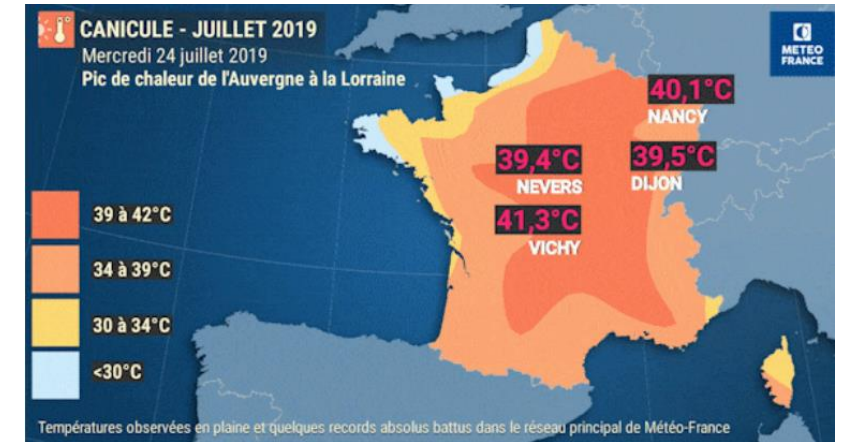 CANICULE - JUILLET 2019
Mercredi 24 juillet 2019
Pic de chaleur de l'Auvergne à la Lorraine
METEO
FRANCE
40,1°C
NANCY
39,4°C
NEVERS
39,5°C
DIJON
41,3°C
VICHY
39 à 42°C
34 à 39°C
30 à 34°C
<30°C
Températures observées en plaine et quelques records absolus battus dans le réseau principal de Météo-France